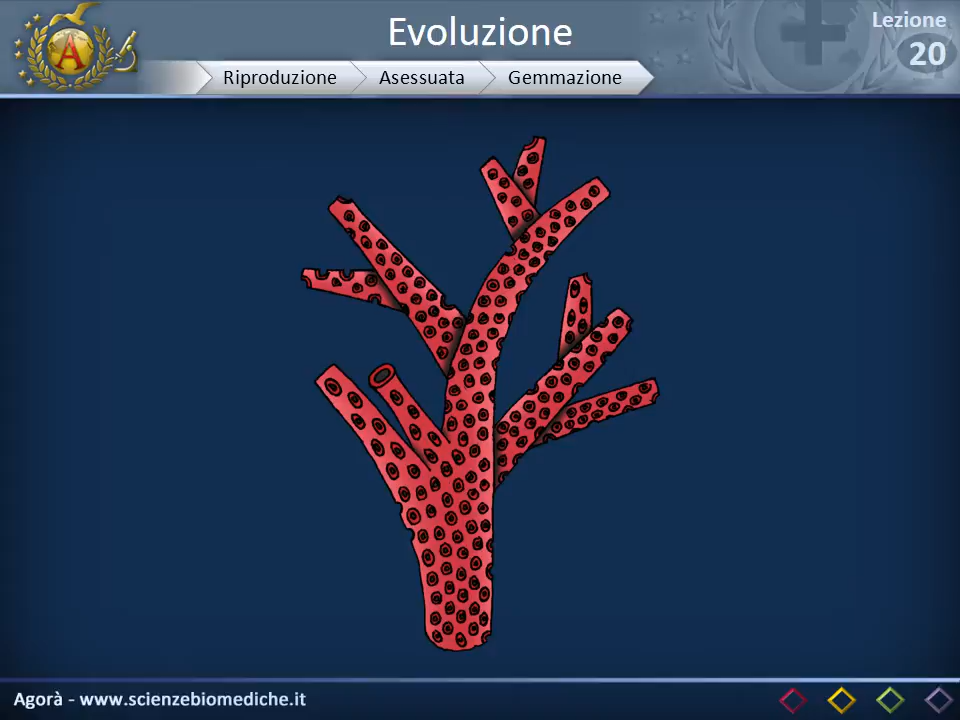 Evoluzione
Lezione
20
Riproduzione
Asessuata
Gemmazione
A
Agorà - www.scienzebiomediche.it